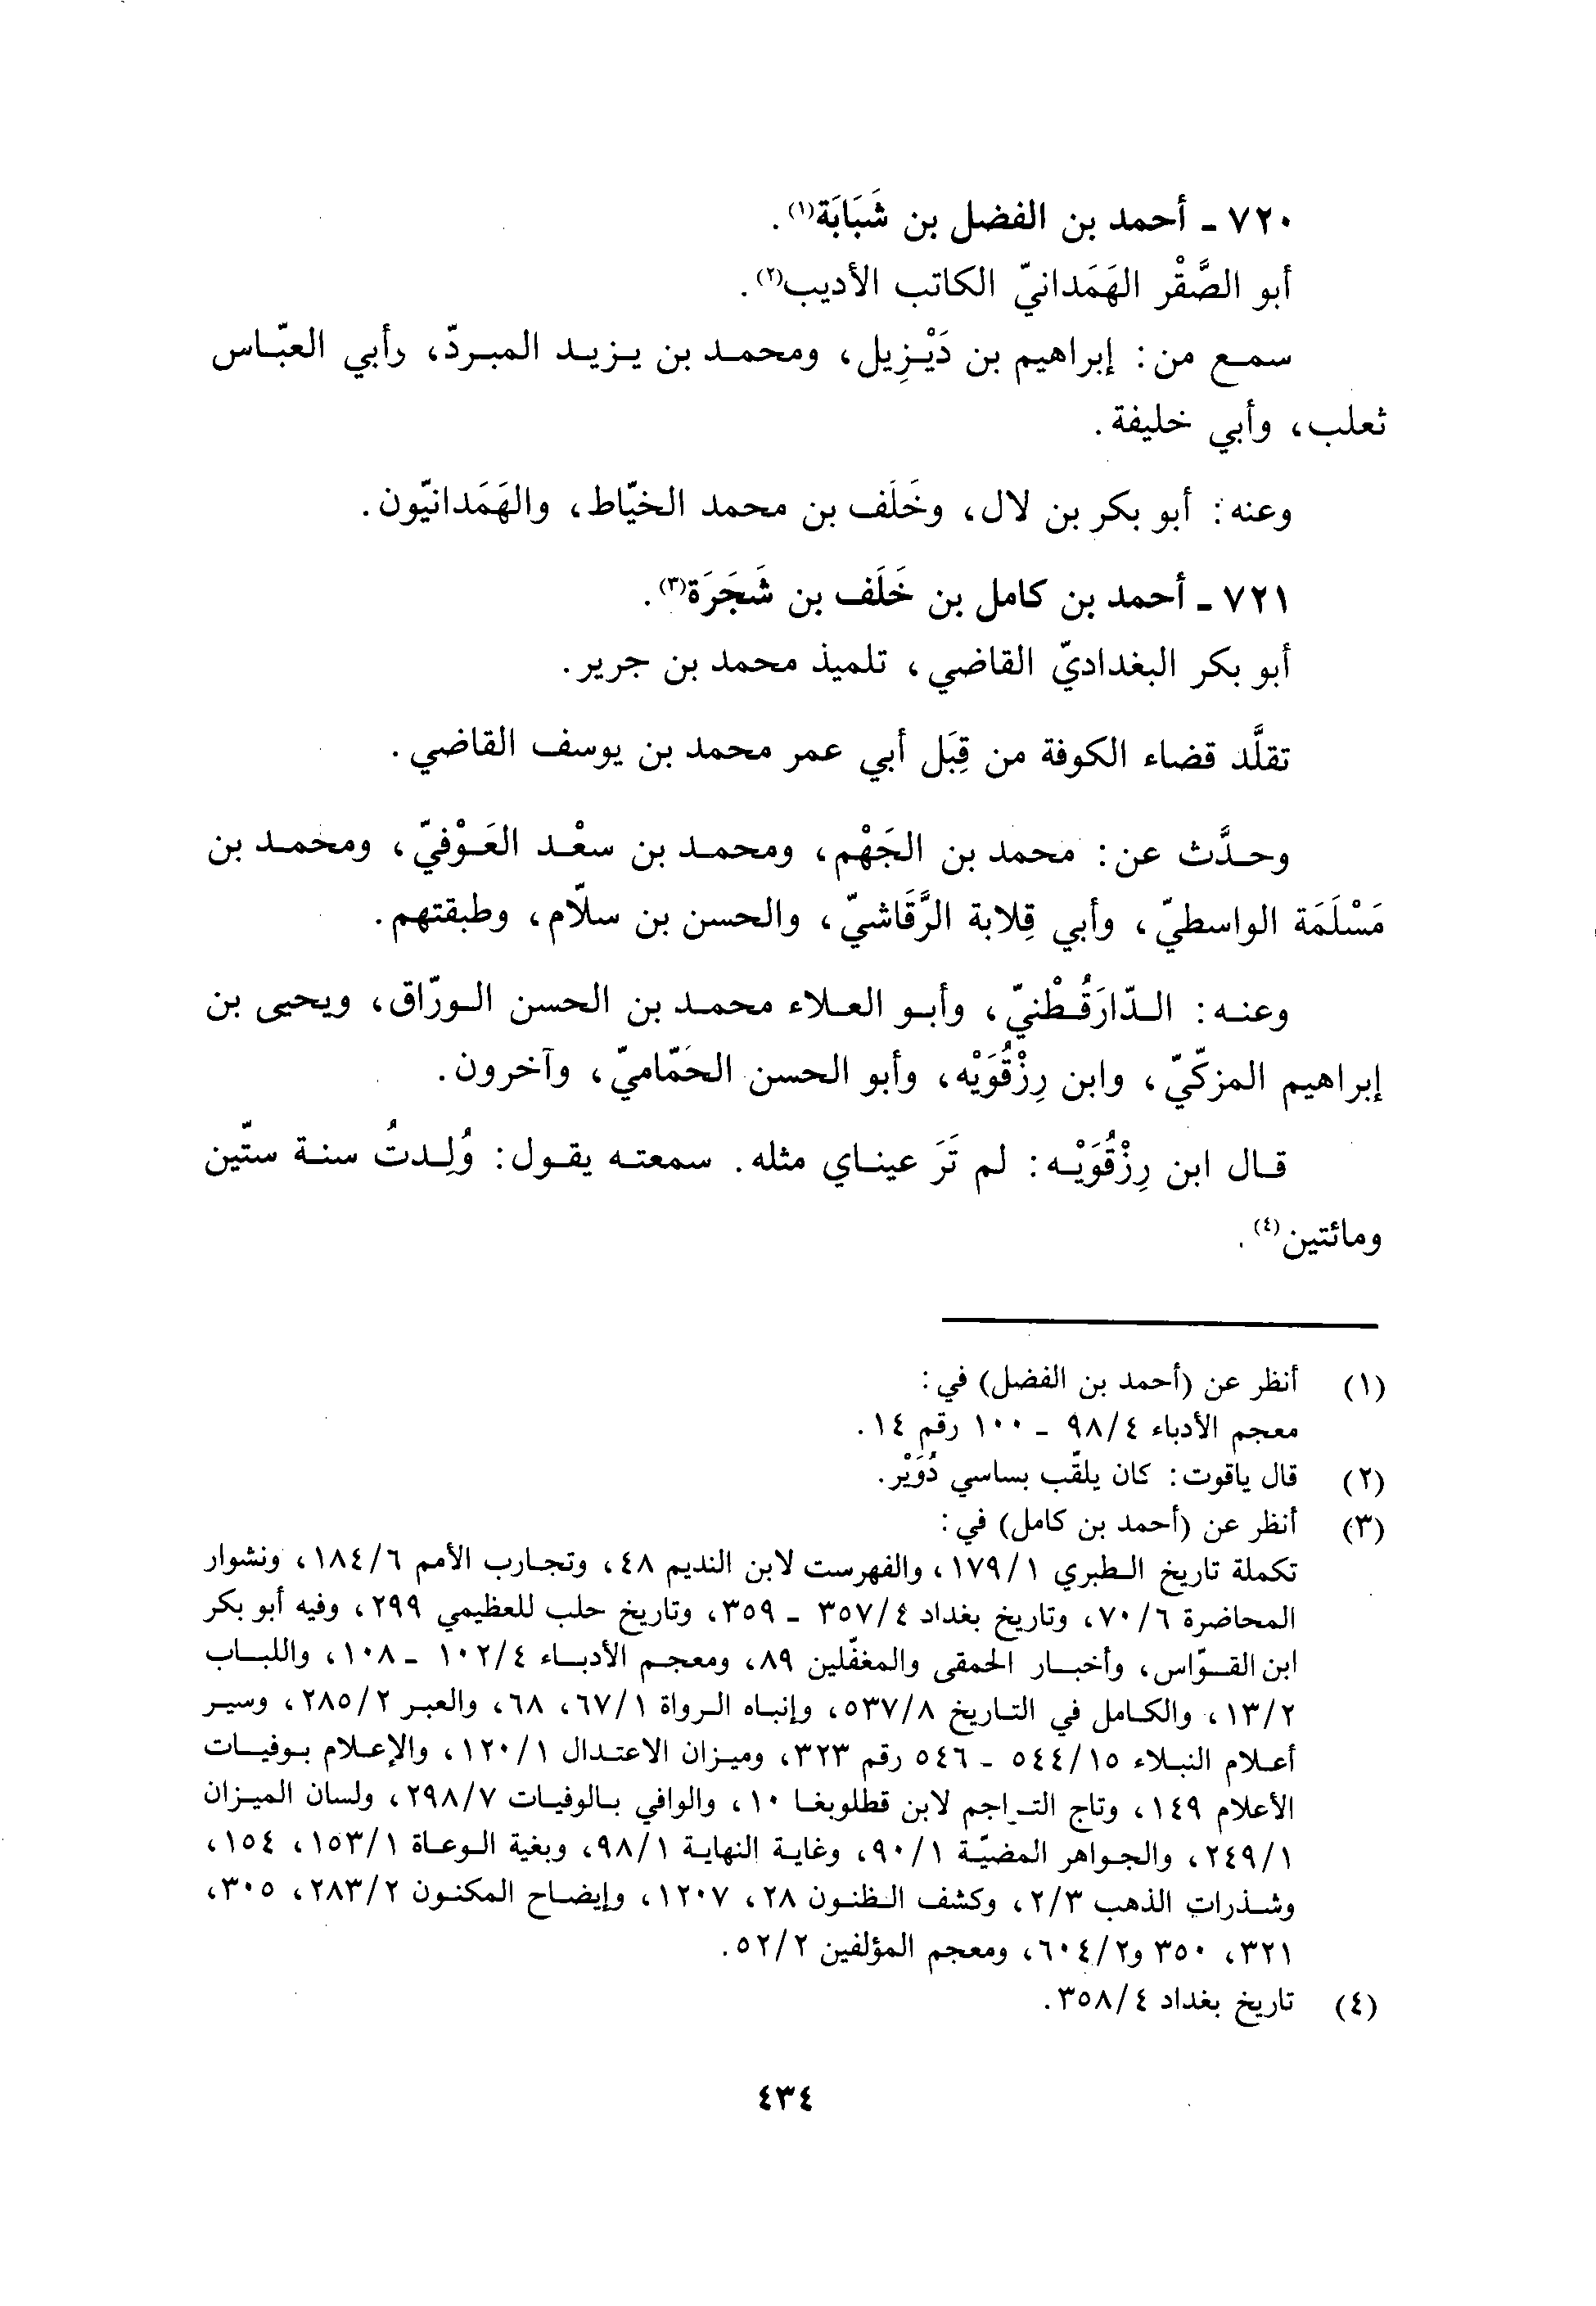 ٧٢٠ ـ أحمد بن الفضل بن شَبَابَة(١).
أبو الصَّقْر الهَمَدانيّ الكاتب الأديب(٢).
سمع من: إبراهيم بن دَيْزِيل، ومحمد بن يزيد المبردّ، وأبي العبّاس
ثعلب، وأبي خليفة.
وعنه: أبو بكر بن لال، وخَلَف بن محمد الخيّاط، والهَمَدانيّون.
٧٢١ ـ أحمد بن كامل بن خَلَف بن شَجَرَة(٣).
أبو بكر البغداديّ القاضي، تلميذ محمد بن جرير.
تقلَّد قضاء الكوفة من قِبَل أبي عمر محمد بن يوسف القاضي.
وحدَّث عن: محمد بن الجَهْم، ومحمد بن سعْد العَوْفيّ، ومحمد بن
مَسْلَمَة الواسطيّ، وأبي قِلابة الرَّقَاشيّ، والحسن بن سلّام، وطبقتهم.
وعنه: الدّارَقُطْنيّ، وأبو العلاء محمد بن الحسن الورّاق، ويحيى بن
إبراهيم المزكّيّ، وابن رِزْقُوَيْه، وأبو الحسن الحَمّاميّ، وآخرون.
قال ابن رِزْقُوَيْه: لم تَرَ عيناي مثله. سمعته يقول: وُلِدتُ سنة ستّين
ومائتين(٤).
(١) أنظر عن (أحمد بن الفضل) في:
معجم الأدباء ٩٨/٤ ـ ١٠٠ رقم ١٤.
(٢) قال ياقوت: كان يلقّب بساسي دُوَيْر.
(٣) أنظر عن (أحمد بن كامل) في:
تكملة تاريخ الطبري ١٧٩/١، والفهرست لابن النديم ٤٨، وتجارب الأمم ١٨٤/٦، ونشوار
المحاضرة ٧٠/٦، وتاريخ بغداد ٣٥٧/٤ ـ ٣٥٩، وتاريخ حلب للعظيمي ٢٩٩، وفيه أبو بكر
ابن القوّاس، وأخبار الحمقى والمغفّلين ٨٩، ومعجم الأدباء ١٠٢/٤ ـ ١٠٨، واللباب
١٣/٢، والكامل في التاريخ ٥٣٧/٨، وإنباه الرواة ٦٧/١، ٦٨، والعبر ٢٨٥/٢، وسير
أعلام النبلاء ٥٤٤/١٥ ـ ٥٤٦ رقم ٣٢٣، وميزان الاعتدال ١٢٠/١، والإعلام بوفيات
الأعلام ١٤٩، وتاج التراجم لابن قطلوبغا ١٠، والوافي بالوفيات ٢٩٨/٧، ولسان الميزان
٢٤٩/١، والجواهر المضيّة ٩٠/١، وغاية النهاية ٩٨/١، وبغية الوعاة ١٥٣/١، ١٥٤،
وشذرات الذهب ٢/٣، وكشف الظنون ٢٨، ١٢٠٧، وإيضاح المكنون ٢٨٣/٢، ٣٠٥،
٣٢١، ٣٥٠ و٦٠٤/٢، ومعجم المؤلفين ٥٢/٢.
(٤) تاريخ بغداد ٣٥٨/٤.
٤٣٤